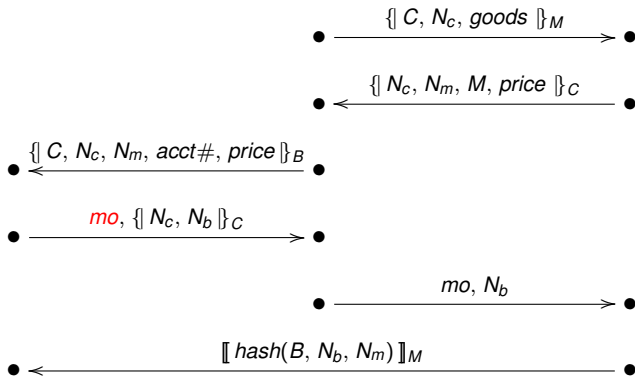 {| C, N_c, goods |}_M
{| N_c, N_m, M, price |}_C
{| C, N_c, N_m, acct#, price |}_B
mo, {| N_c, N_b |}_C
mo, N_b
[[ hash(B, N_b, N_m) ]]_M